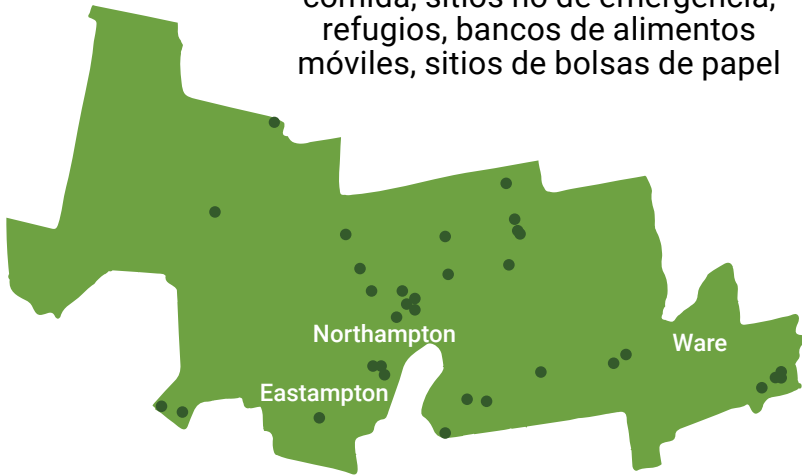 comida, sitios no de emergencia,
refugios, bancos de alimentos
móviles, sitios de bolsas de papel
Northampton
Ware
Eastampton